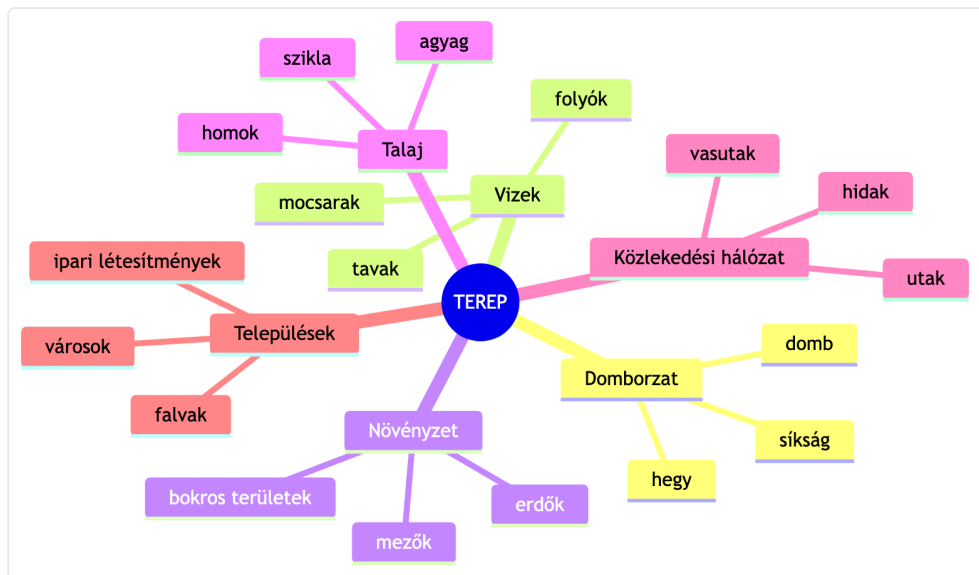 agyag
szikla
homok
Talaj
folyók
mocsarak
Vizek
tavak
vasutak
hidak
Közlekedési hálózat
utak
TEREP
ipari létesítmények
városok
Települések
falvak
Domborzat
domb
síkság
hegy
Növényzet
bokros területek
mezők
erdők